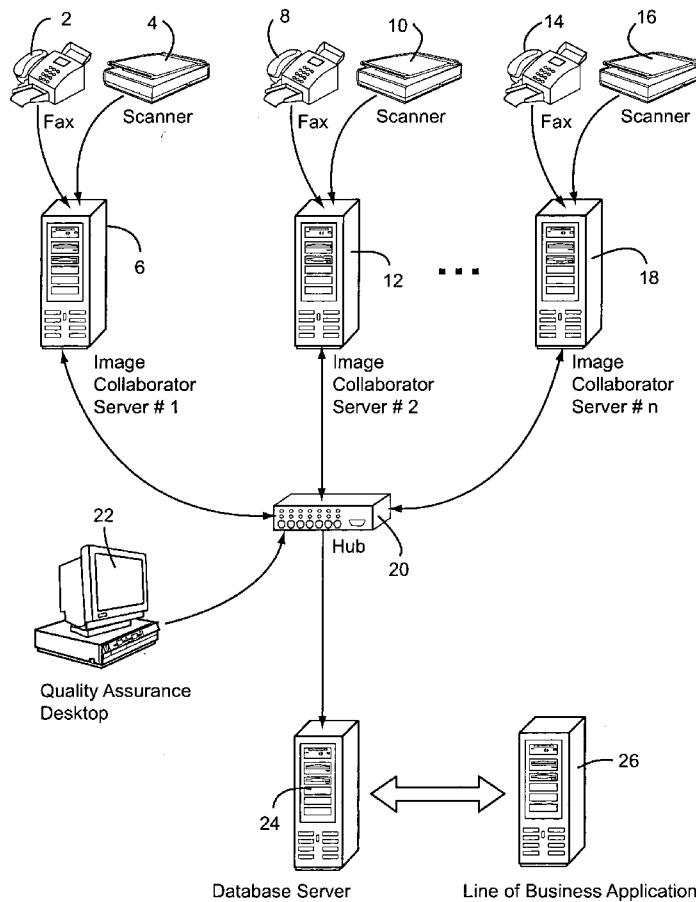 2
4
8
10
14
16
Fax
Scanner
Fax
Scanner
Fax
Scanner
6
12
18
Image
Collaborator
Server # 1
Image
Collaborator
Server # 2
Image
Collaborator
Server # n
22
Hub
20
Quality Assurance
Desktop
24
26
Database Server
Line of Business Application